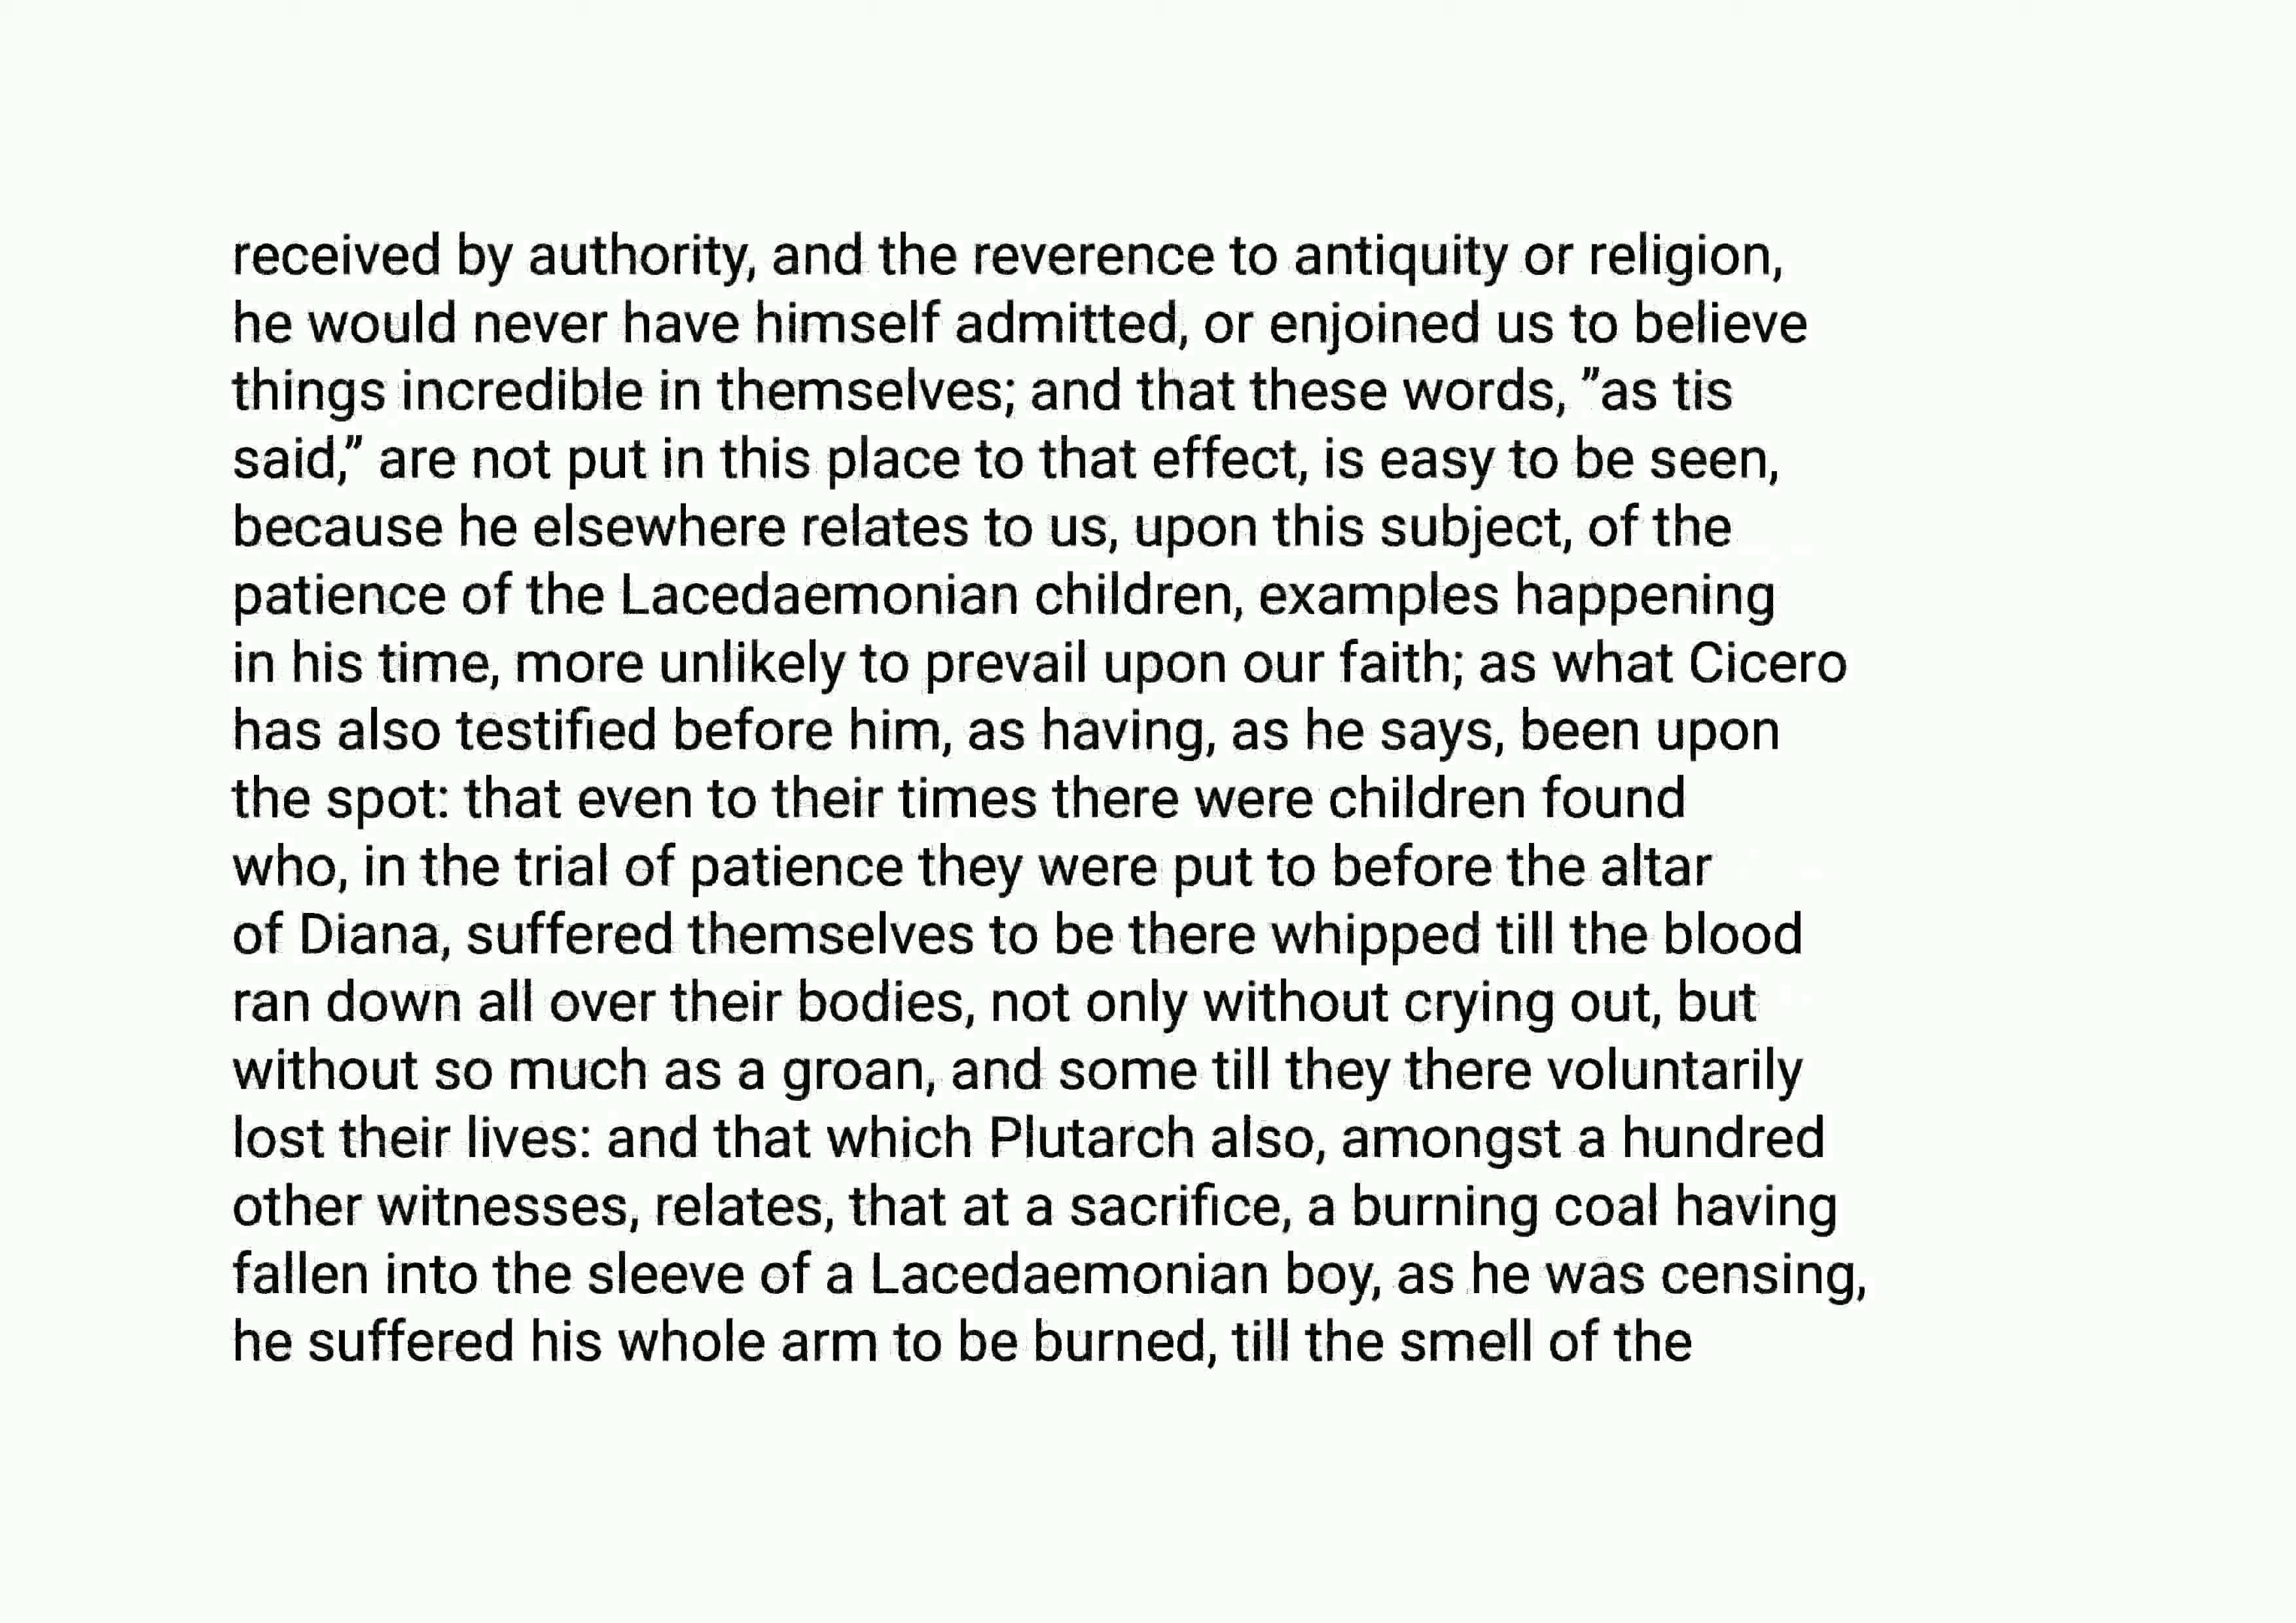 received by authority, and the reverence to antiquity or religion,
he would never have himself admitted, or enjoined us to believe
things incredible in themselves; and that these words, ”as tis
said,” are not put in this place to that effect, is easy to be seen,
because he elsewhere relates to us, upon this subject, of the
patience of the Lacedaemonian children, examples happening
in his time, more unlikely to prevail upon our faith; as what Cicero
has also testified before him, as having, as he says, been upon
the spot: that even to their times there were children found
who, in the trial of patience they were put to before the altar
of Diana, suffered themselves to be there whipped till the blood
ran down all over their bodies, not only without crying out, but
without so much as a groan, and some till they there voluntarily
lost their lives: and that which Plutarch also, amongst a hundred
other witnesses, relates, that at a sacrifice, a burning coal having
fallen into the sleeve of a Lacedaemonian boy, as he was censing,
he suffered his whole arm to be burned, till the smell of the